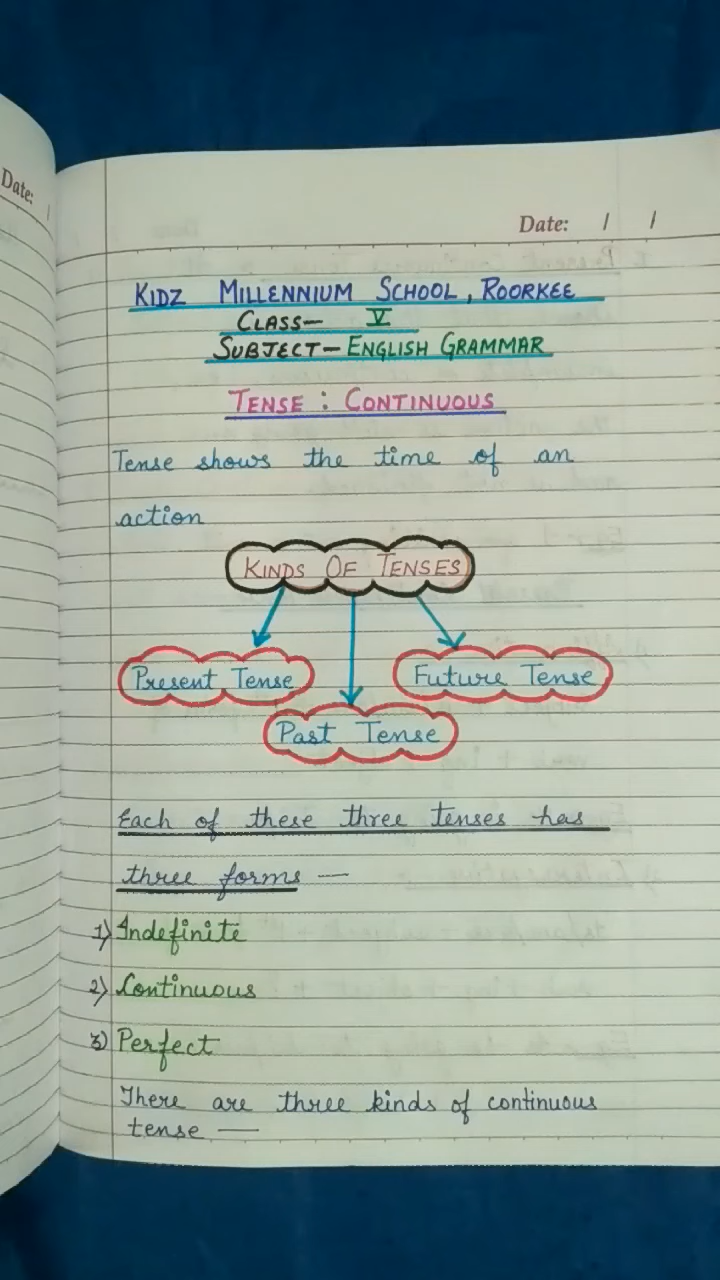 Date:
Date: / /
KIDZ MILLENNIUM SCHOOL, ROORKEE
CLASS- V
SUBJECT- ENGLISH GRAMMAR
TENSE : CONTINUOUS
Tense shows the time of an
action
KINDS OF TENSES
Present Tense
Future Tense
Past Tense
Each of these three tenses has
three forms —
1) Indefinite
2) Continuous
3) Perfect
There are three kinds of continuous
tense —